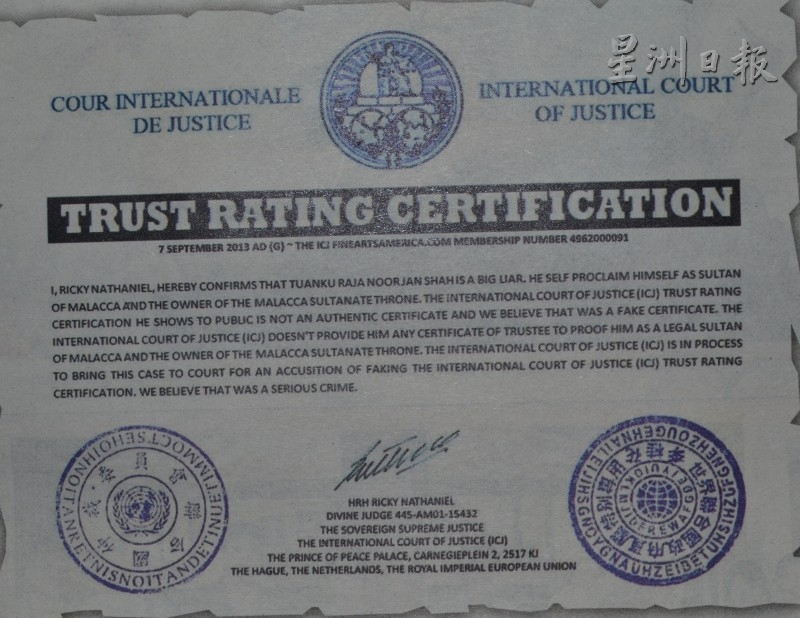 星洲日報
COUR INTERNATIONALE
DE JUSTICE
INTERNATIONAL COURT
OF JUSTICE
TRUST RATING CERTIFICATION
7 SEPTEMBER 2013 AD (G) ~ THE ICJ FINEARTSAMERICA.COM MEMBERSHIP NUMBER 4962000091
I, RICKY NATHANIEL, HEREBY CONFIRMS THAT TUANKU RAJA NOOR JAN SHAH IS A BIG LIAR. HE SELF PROCLAIM HIMSELF AS SULTAN
OF MALACCA AND THE OWNER OF THE MALACCA SULTANATE THRONE. THE INTERNATIONAL COURT OF JUSTICE (ICJ) TRUST RATING
CERTIFICATION HE SHOWS TO PUBLIC IS NOT AN AUTHENTIC CERTIFICATE AND WE BELIEVE THAT WAS A FAKE CERTIFICATE. THE
INTERNATIONAL COURT OF JUSTICE (ICJ) DOESN'T PROVIDE HIM ANY CERTIFICATE OF TRUSTEE TO PROOF HIM AS A LEGAL SULTAN
OF MALACCA AND THE OWNER OF THE MALACCA SULTANATE THRONE. THE INTERNATIONAL COURT OF JUSTICE (ICJ) IS IN PROCESS
TO BRING THIS CASE TO COURT FOR AN ACCUSITION OF FAKING THE INTERNATIONAL COURT OF JUSTICE (ICJ) TRUST RATING
CERTIFICATION. WE BELIEVE THAT WAS A SERIOUS CRIME.
HRH RICKY NATHANIEL
DIVINE JUDGE 445-AM01-15432
THE SOVEREIGN SUPREME JUSTICE
THE INTERNATIONAL COURT OF JUSTICE (ICJ)
THE PRINCE OF PEACE PALACE, CARNEGIEPLEIN 2, 2517 KJ
THE HAGUE, THE NETHERLANDS, THE ROYAL IMPERIAL EUROPEAN UNION